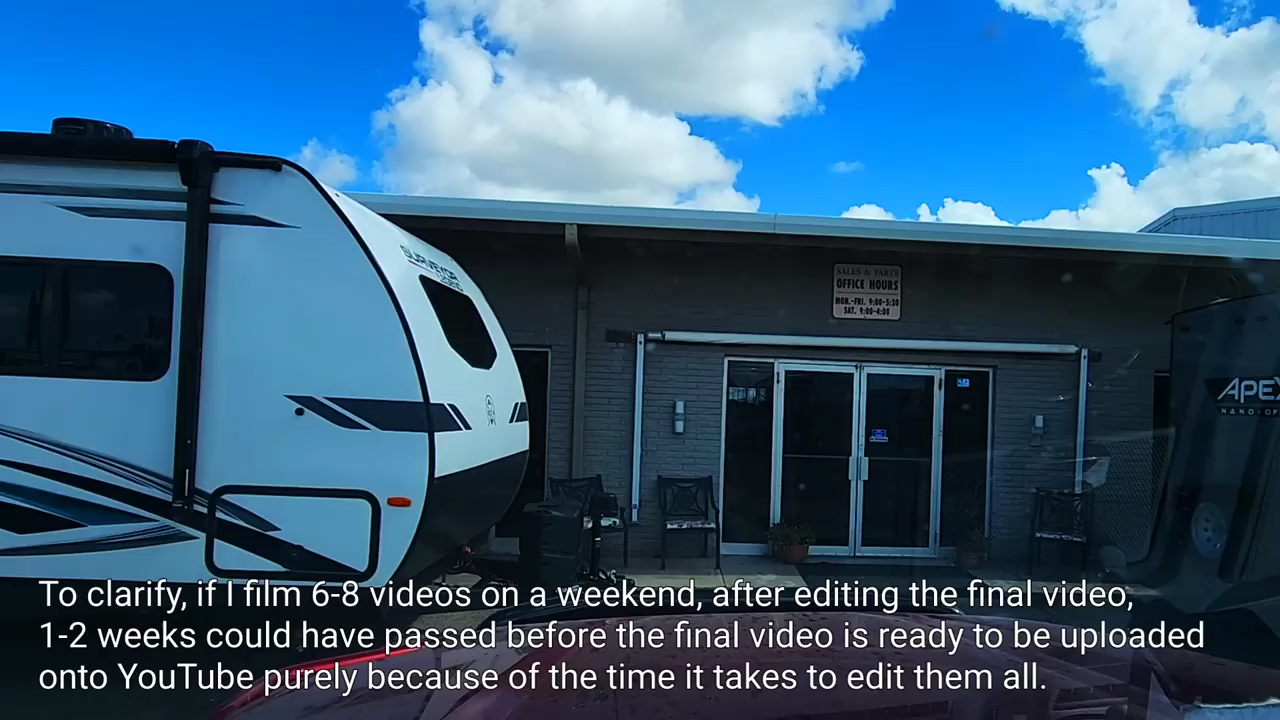 SURVEYOR
LEGEND
SALES & PARTS
OFFICE HOURS
MON.-FRI. 9:00-5:30
SAT. 9:00-4:00
APEX
NANO
To clarify, if I film 6-8 videos on a weekend, after editing the final video,
1-2 weeks could have passed before the final video is ready to be uploaded
onto YouTube purely because of the time it takes to edit them all.